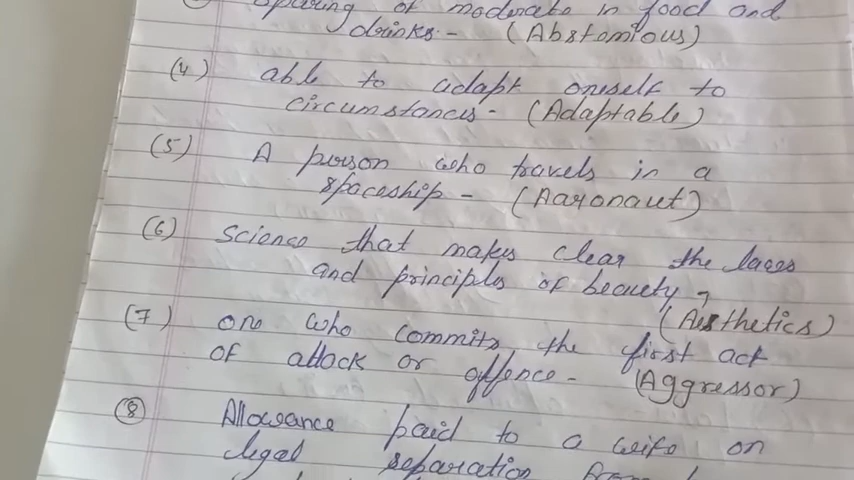 sparing or moderate in food and
drinks - (Abstemious)
(4) able to adapt oneself to
circumstances - (Adaptable)
(5) A person who travels in a
spaceship - (Aaronaut)
(6) Science that makes clear the laws
and principles of beauty →
(Aesthetics)
(7) one who commits the first act
of attack or offence - (Aggressor)
(8) Allowance paid to a wife on
legal separation from